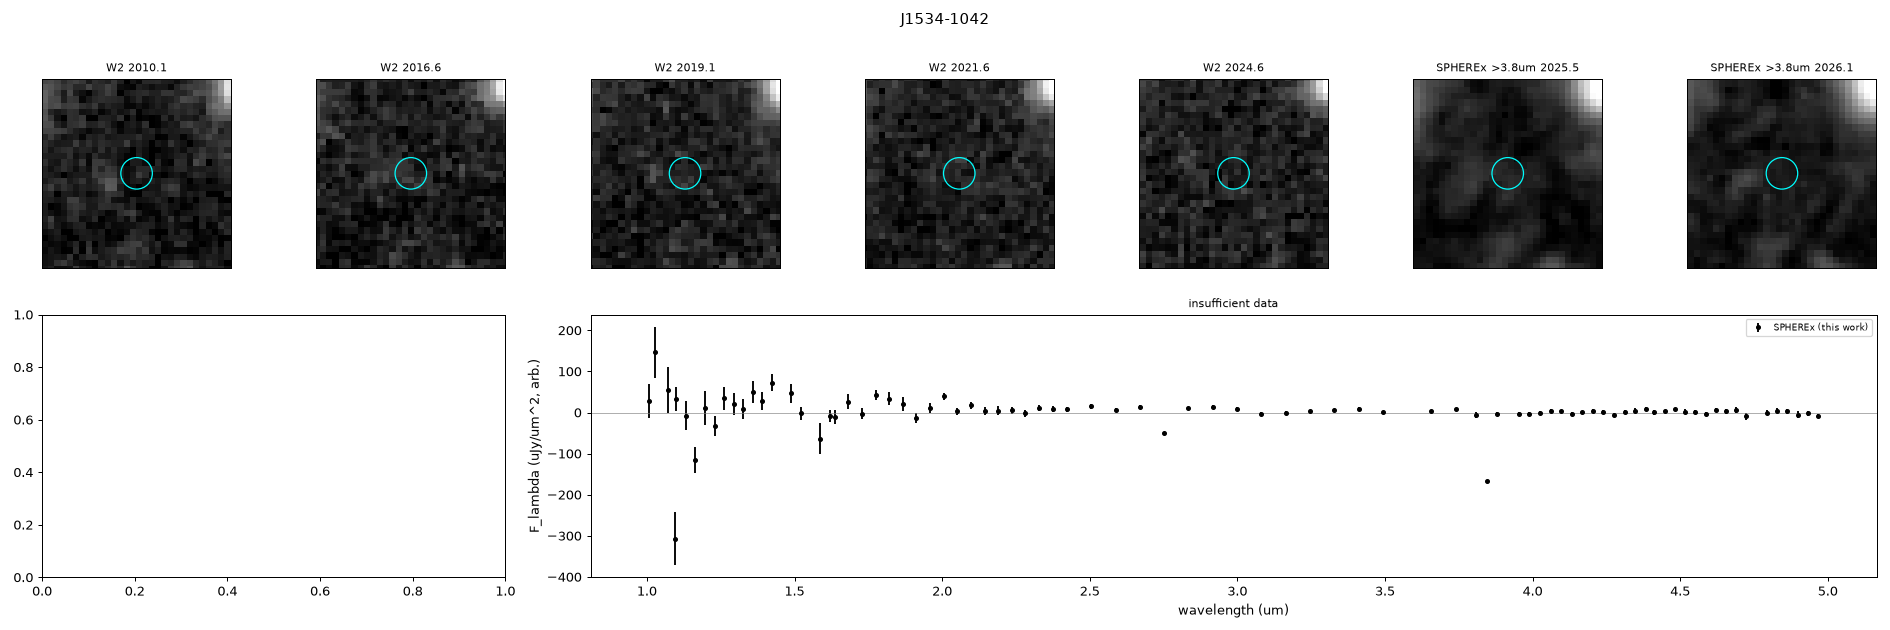 J1534-1042
W2 2010.1
W2 2016.6
W2 2019.1
W2 2021.6
W2 2024.6
SPHEREx >3.8um 2025.5
SPHEREx >3.8um 2026.1
1.0
0.8
0.6
0.4
0.2
0.0
0.0 0.2 0.4 0.6 0.8 1.0
insufficient data
SPHEREx (this work)
F_lambda (uJy/um^2, arb.)
200
100
0
−100
−200
−300
−400
1.0 1.5 2.0 2.5 3.0 3.5 4.0 4.5 5.0
wavelength (um)